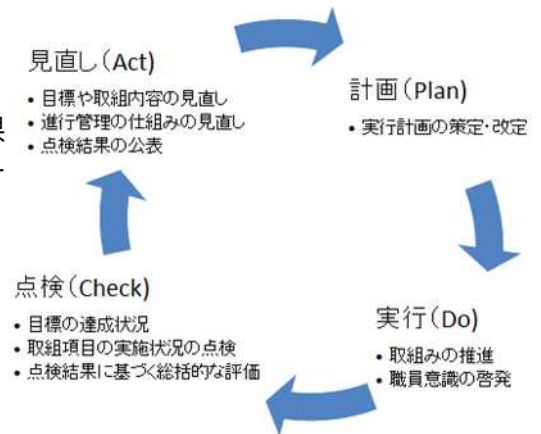 見直し(Act)
• 目標や取組内容の見直し
• 進行管理の仕組みの見直し
• 点検結果の公表
計画(Plan)
• 実行計画の策定・改定
実行(Do)
• 取組みの推進
• 職員意識の啓発
点検(Check)
• 目標の達成状況
• 取組項目の実施状況の点検
• 点検結果に基づく総括的な評価